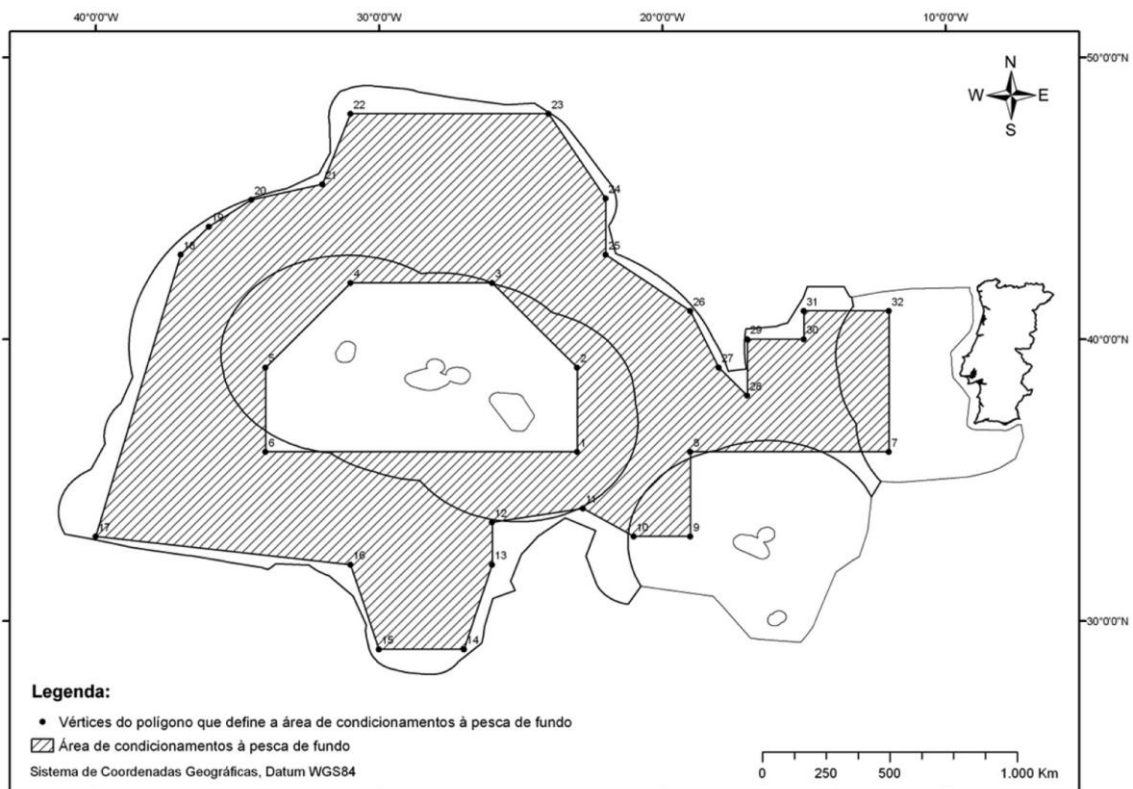 40°0'0"W 30°0'0"W 20°0'0"W 10°0'0"W
50°0'0"N
N
W E
S
22 23
24
21
20
19
18
25
4 3
26
31 32
29 30
40°0'0"N
5 2 27
28
6 1 8 7
11
12
10 9
17
13
16
15 14
30°0'0"N
Legenda:
Vértices do polígono que define a área de condicionamentos à pesca de fundo
Área de condicionamentos à pesca de fundo
Sistema de Coordenadas Geográficas, Datum WGS84
0 250 500 1.000 Km